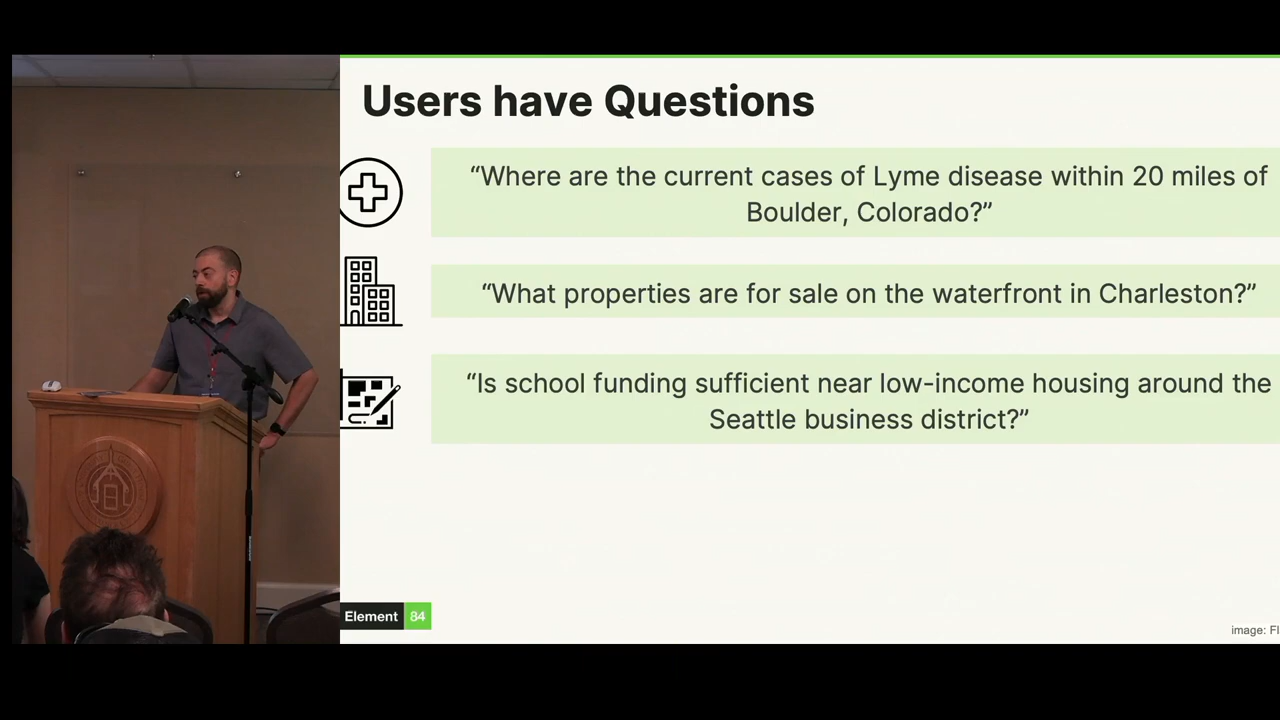 Users have Questions
“Where are the current cases of Lyme disease within 20 miles of
Boulder, Colorado?”
“What properties are for sale on the waterfront in Charleston?”
“Is school funding sufficient near low-income housing around the
Seattle business district?”
Element 84
image: Fl